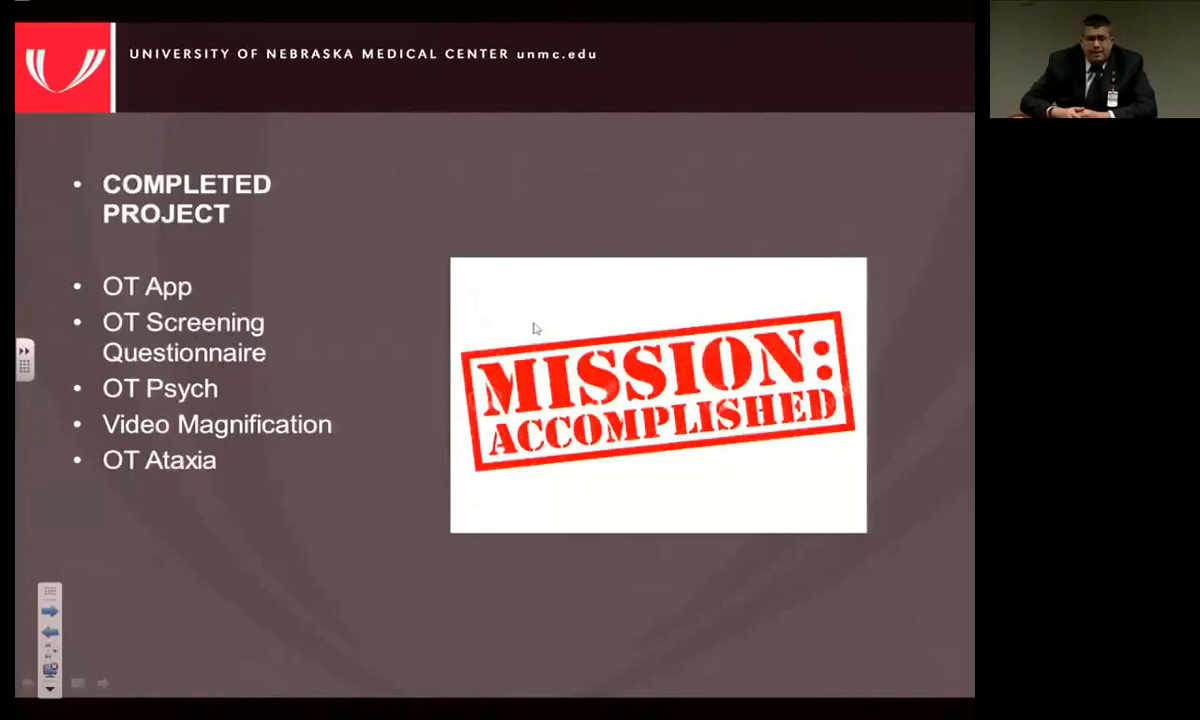 UNIVERSITY OF NEBRASKA MEDICAL CENTER unmc.edu
• COMPLETED
PROJECT
• OT App
• OT Screening
Questionnaire
• OT Psych
• Video Magnification
• OT Ataxia
MISSION:
ACCOMPLISHED